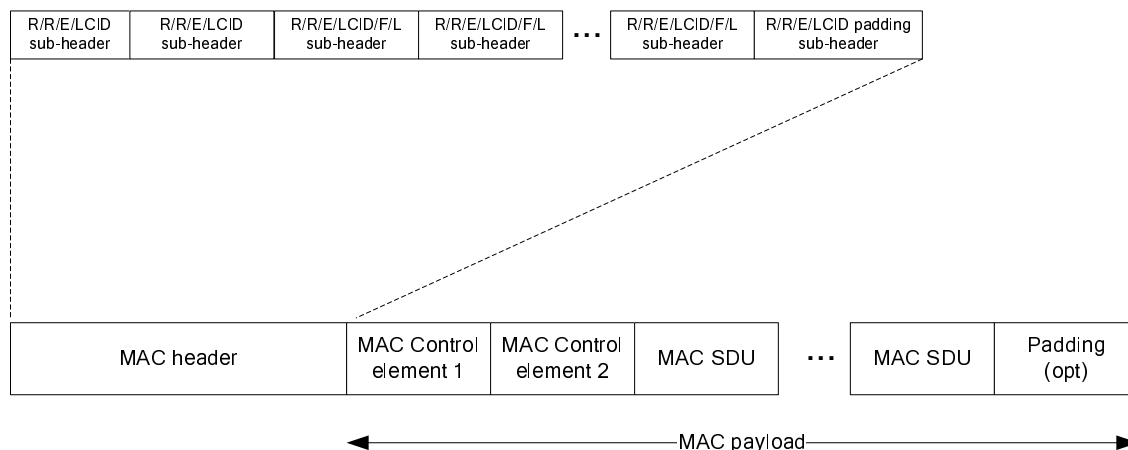 R/R/E/LCID
sub-header
R/R/E/LCID
sub-header
R/R/E/LCID/F/L
sub-header
R/R/E/LCID/F/L
sub-header
...
R/R/E/LCID/F/L
sub-header
R/R/E/LCID padding
sub-header
MAC header
MAC Control
element 1
MAC Control
element 2
MAC SDU
...
MAC SDU
Padding
(opt)
MAC payload